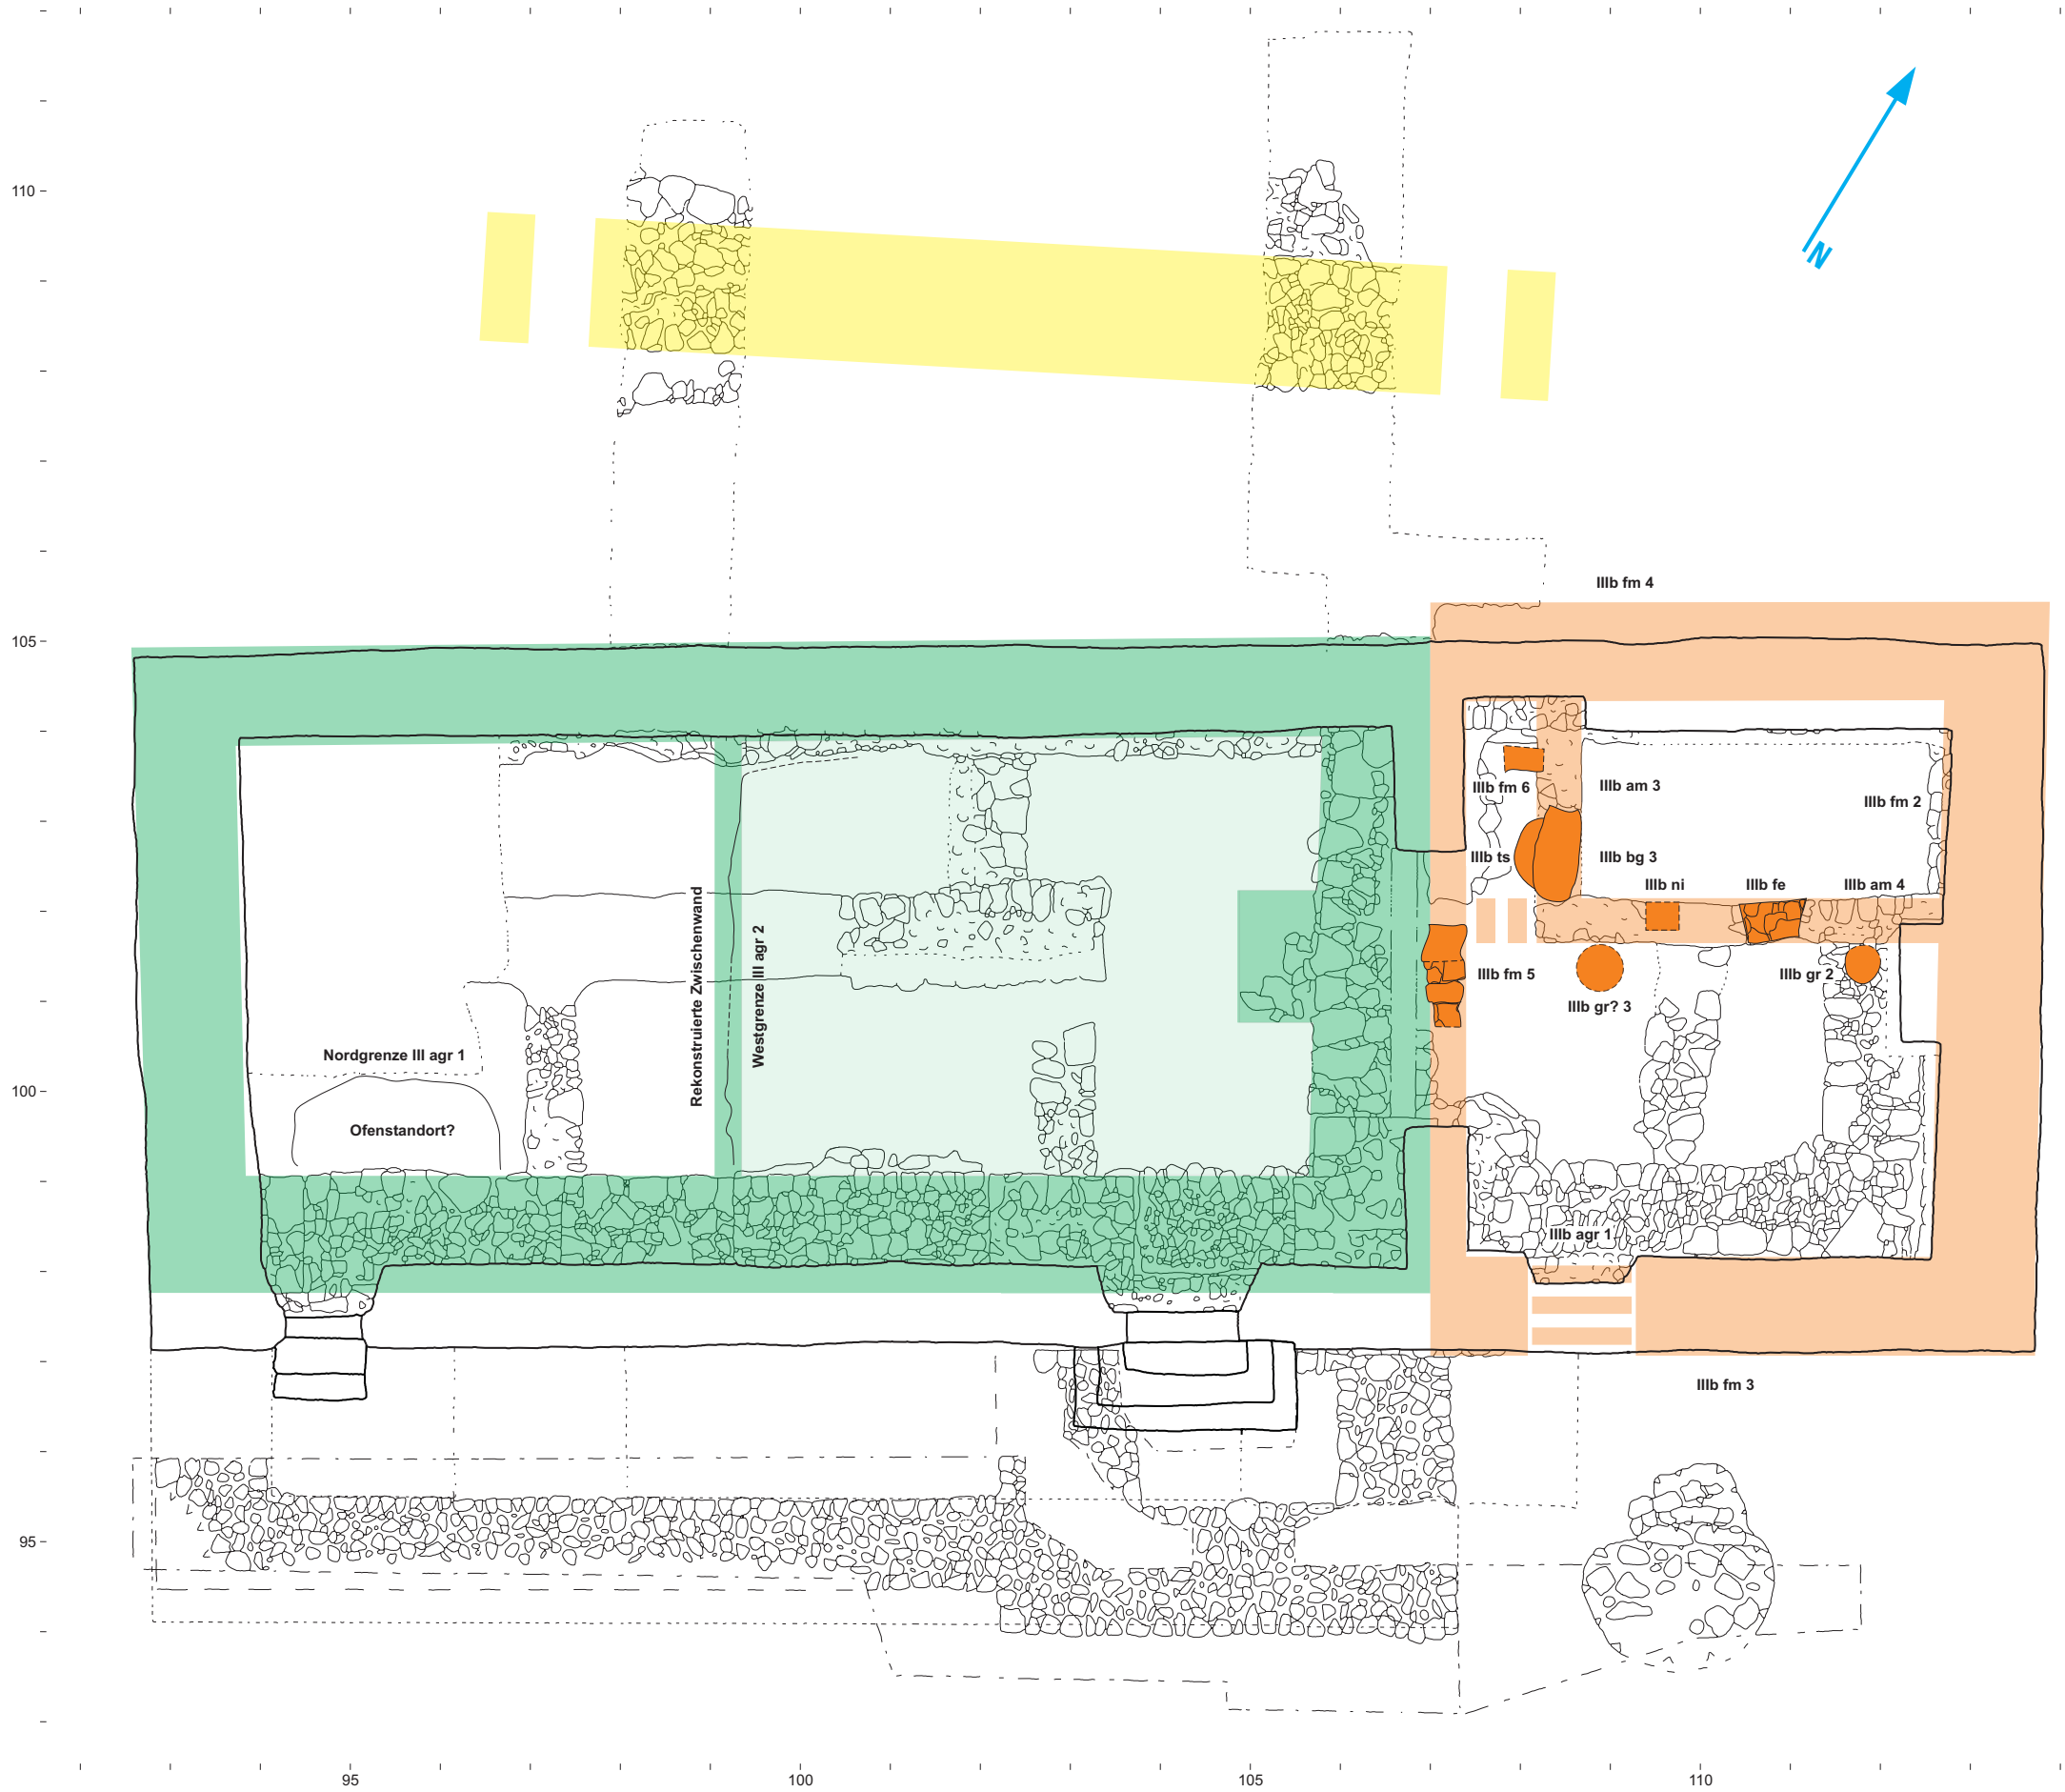 N
110
IIIb fm 4
105
IIIb fm 6
IIIb am 3
IIIb fm 2
IIIb ts
IIIb bg 3
IIIb ni
IIIb fe
IIIb am 4
Rekonstruierte Zwischenwand
Westgrenze III agr 2
IIIb fm 5
IIIb gr 2
IIIb gr? 3
Nordgrenze III agr 1
100
Ofenstandort?
IIIb agr 1
IIIb fm 3
95
95
100
105
110